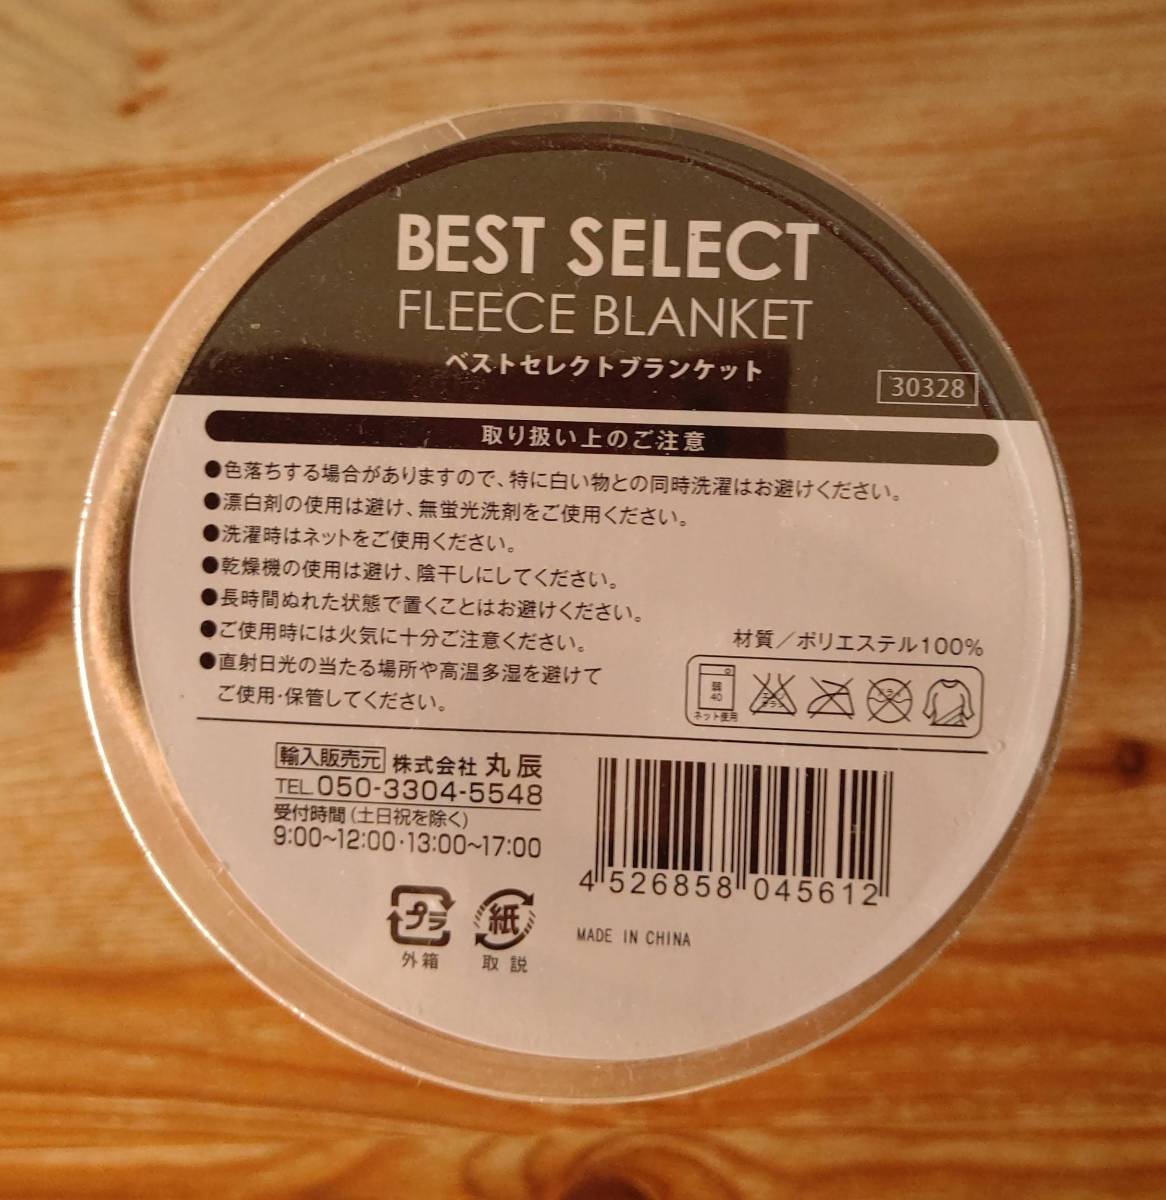 BEST SELECT
FLEECE BLANKET
ベストセレクトブランケット
30328
取り扱い上のご注意
●色落ちする場合がありますので、特に白い物との同時洗濯はお避けください。
●漂白剤の使用は避け、無蛍光洗剤をご使用ください。
●洗濯時はネットをご使用ください。
●乾燥機の使用は避け、陰干しにしてください。
●長時間ぬれた状態で置くことはお避けください。
●ご使用時には火気に十分ご注意ください。
●直射日光の当たる場所や高温多湿を避けて
ご使用・保管してください。
材質／ポリエステル100%
弱
40
ネット使用
エンソ
サラシ
ドライ
輸入販売元 株式会社 丸辰
TEL.050-3304-5548
受付時間(土日祝を除く)
9:00~12:00・13:00~17:00
4 526858 045612
プラ
外箱
紙
取説
MADE IN CHINA